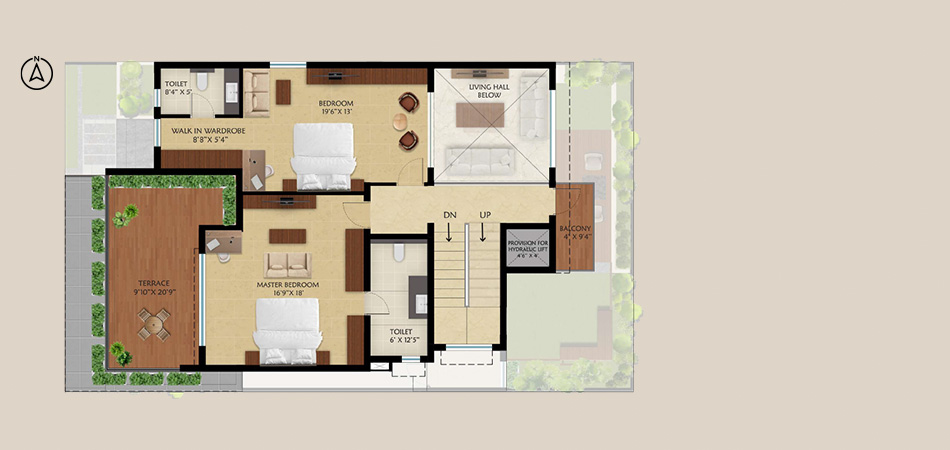 N
TOILET
8'4" X 5'
BEDROOM
19'6" X 13'
LIVING HALL
BELOW
WALK IN WARDROBE
8'8" X 5'4"
DN
UP
BALCONY
4' X 9'4"
PROVISION FOR
HYDRAULIC LIFT
4'6" X 4'
TERRACE
9'10" X 20'9"
MASTER BEDROOM
16'9" X 18'
TOILET
6' X 12'5"